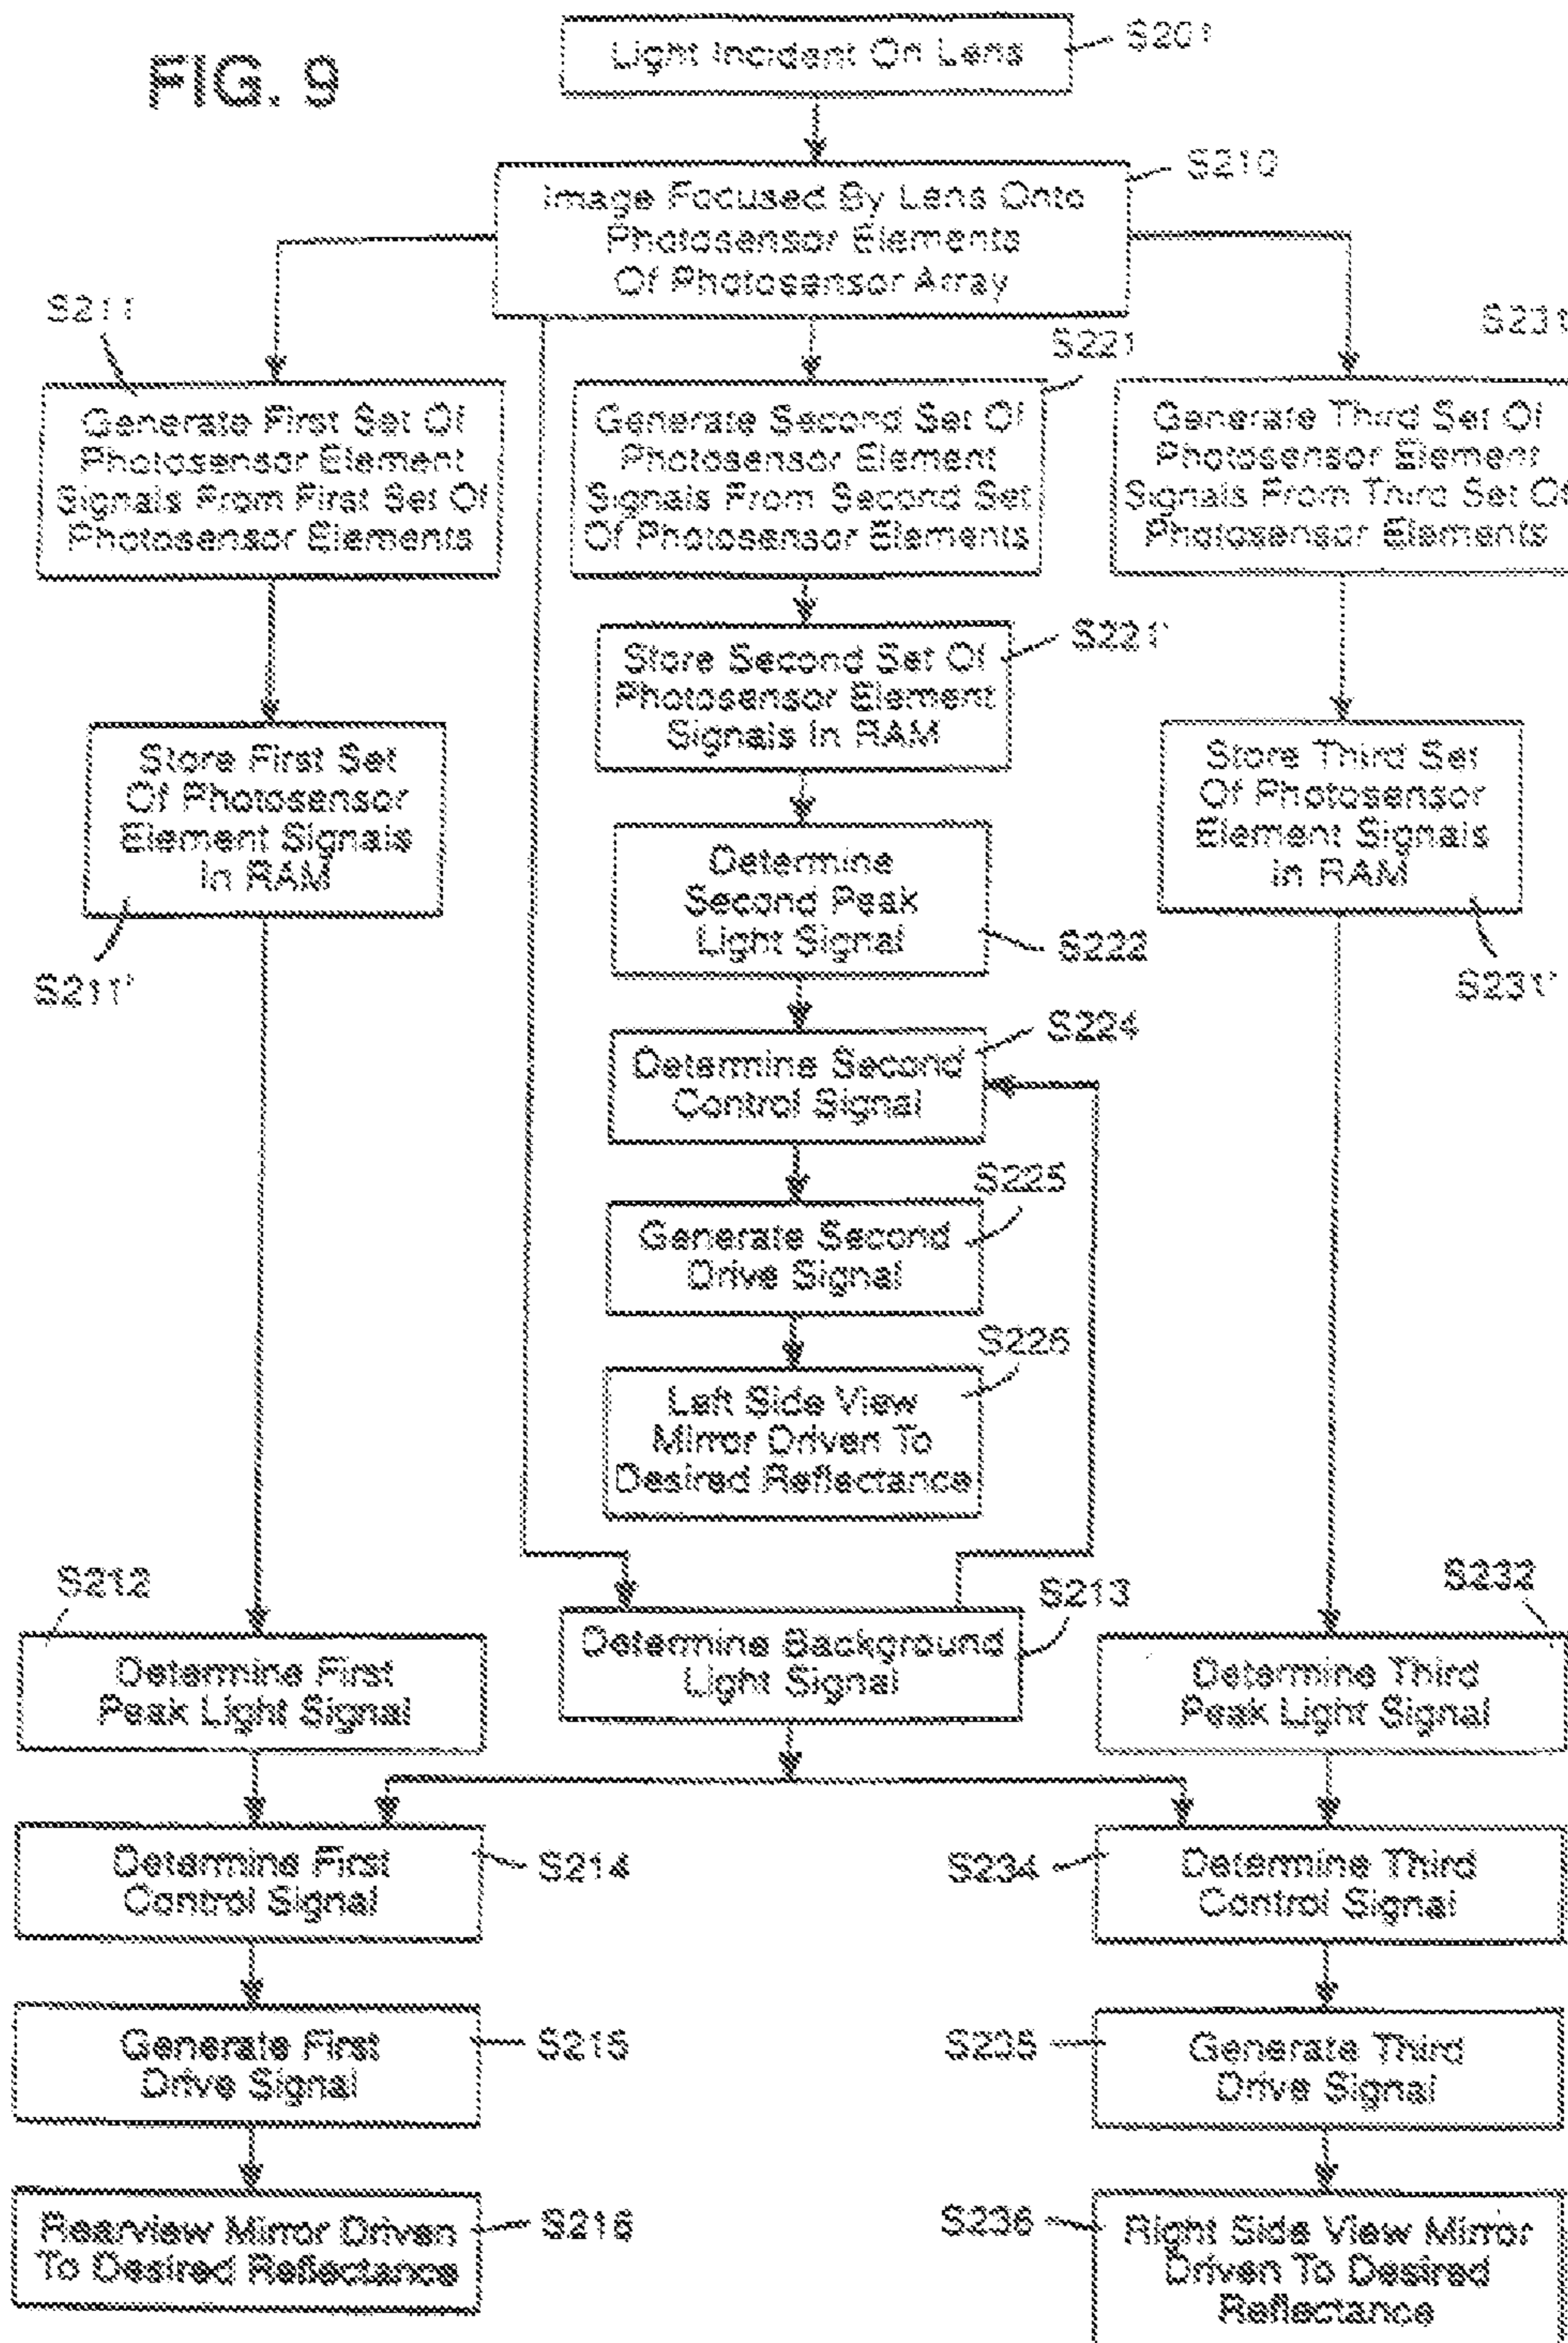 FIG. 9
Light Incident On Lens
S201
S210
Image Focused By Lens Onto
Photosensor Elements
Of Photosensor Array
S211
Generate First Set Of
Photosensor Element
Signals From First Set Of
Photosensor Elements
S221
Generate Second Set Of
Photosensor Element
Signals From Second Set
Of Photosensor Elements
S231
Generate Third Set Of
Photosensor Element
Signals From Third Set Of
Photosensor Elements
S221'
Store Second Set Of
Photosensor Element
Signals In RAM
Store First Set
Of Photosensor
Element Signals
In RAM
S211'
Store Third Set
Of Photosensor
Element Signals
In RAM
S231'
Determine
Second Peak
Light Signal
S222
S224
Determine Second
Control Signal
S225
Generate Second
Drive Signal
S226
Left Side View
Mirror Driven To
Desired Reflectance
S212
Determine First
Peak Light Signal
S213
Determine Background
Light Signal
S232
Determine Third
Peak Light Signal
Determine First
Control Signal
S214
S234
Determine Third
Control Signal
Generate First
Drive Signal
S215
S235
Generate Third
Drive Signal
Rearview Mirror Driven
To Desired Reflectance
S216
S236
Right Side View Mirror
Driven To Desired
Reflectance